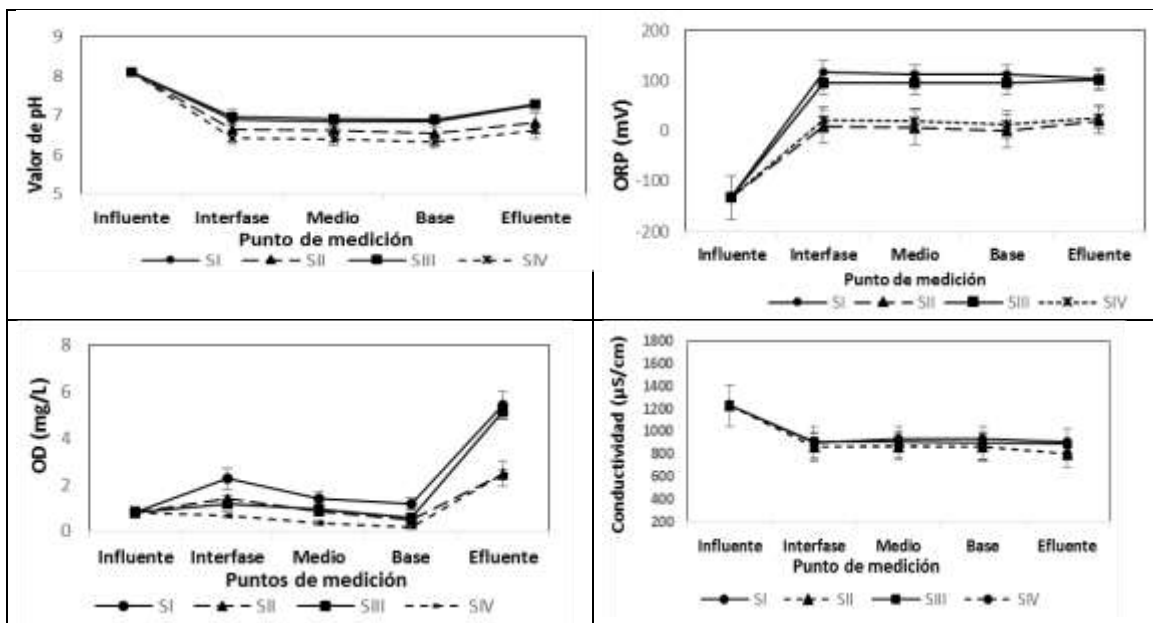 Valor de pH
9
8
7
6
5
Influente Interfase Medio Base Efluente
Punto de medición
SI SII SIII SIV
ORP (mV)
200
100
0
-100
-200
Influente Interfase Medio Base Efluente
Punto de medición
SI SII SIII SIV
OD (mg/L)
8
6
4
2
0
Influente Interfase Medio Base Efluente
Puntos de medición
SI SII SIII SIV
Conductividad (µS/cm)
1800
1600
1400
1200
1000
800
600
400
200
Influente Interfase Medio Base Efluente
Punto de medición
SI SII SIII SIV